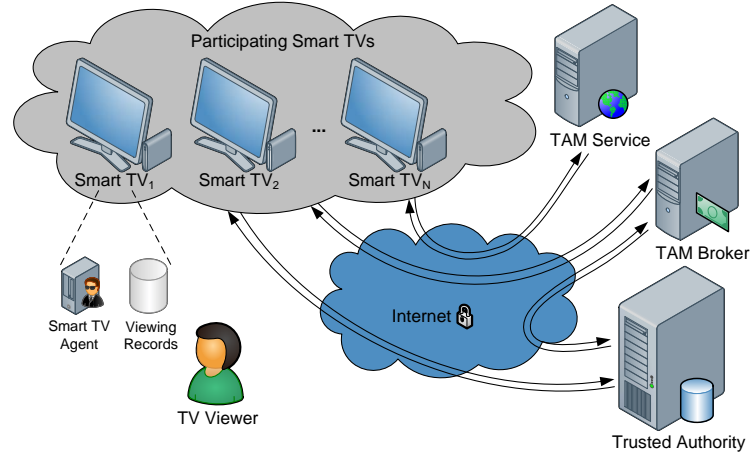 Participating Smart TVs
...
Smart TV1
Smart TV2
Smart TVN
TAM Service
TAM Broker
Internet
Smart TV
Agent
Viewing
Records
TV Viewer
Trusted Authority